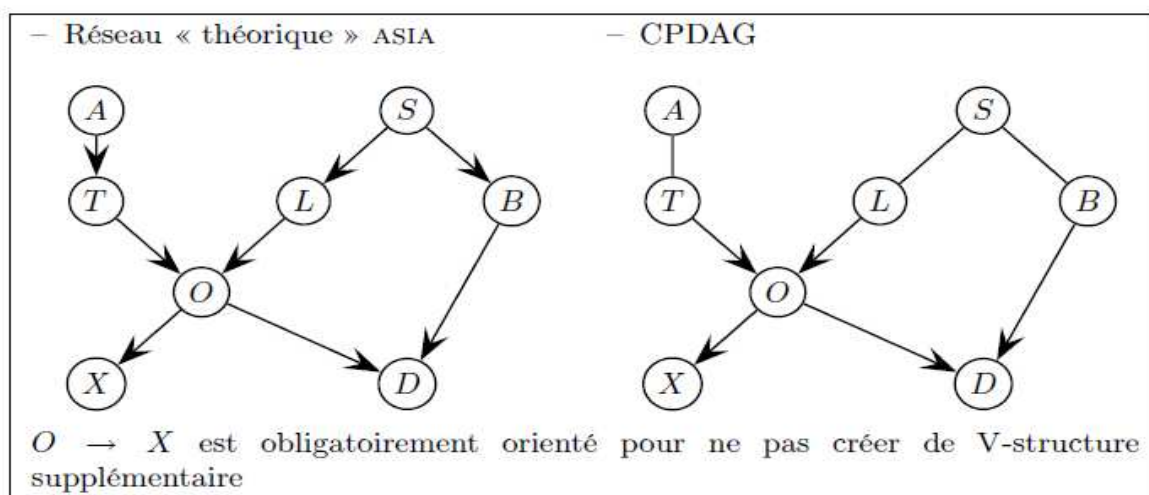 – Réseau « théorique » ASIA
– CPDAG
A
S
T
L
B
O
X
D
A
S
T
L
B
O
X
D
O → X est obligatoirement orienté pour ne pas créer de V-structure
supplémentaire